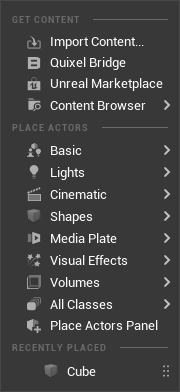 GET CONTENT
Import Content...
Quixel Bridge
Unreal Marketplace
Content Browser
PLACE ACTORS
Basic
Lights
Cinematic
Shapes
Media Plate
Visual Effects
Volumes
All Classes
Place Actors Panel
RECENTLY PLACED
Cube